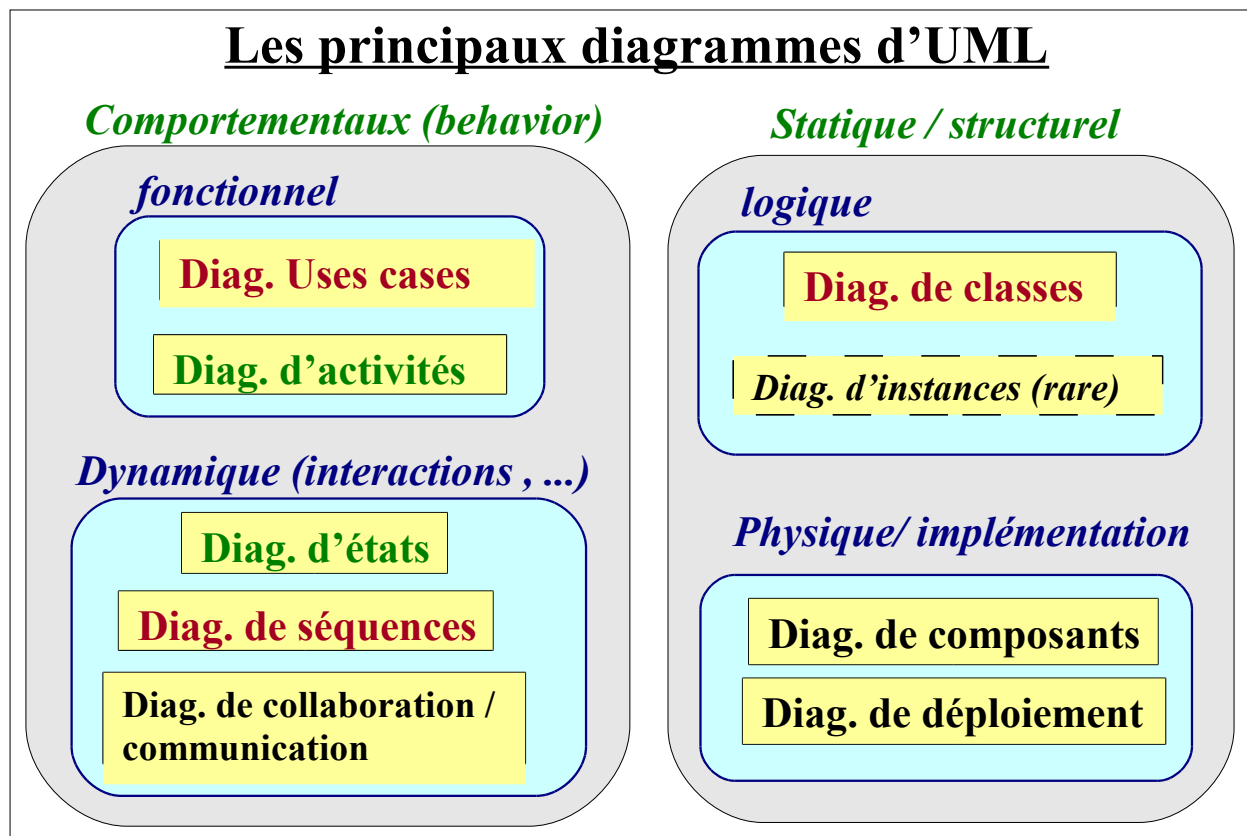 Les principaux diagrammes d’UML
Comportementaux (behavior)
fonctionnel
Diag. Uses cases
Diag. d’activités
Dynamique (interactions , ...)
Diag. d’états
Diag. de séquences
Diag. de collaboration /
communication
Statique / structurel
logique
Diag. de classes
Diag. d’instances (rare)
Physique/ implémentation
Diag. de composants
Diag. de déploiement